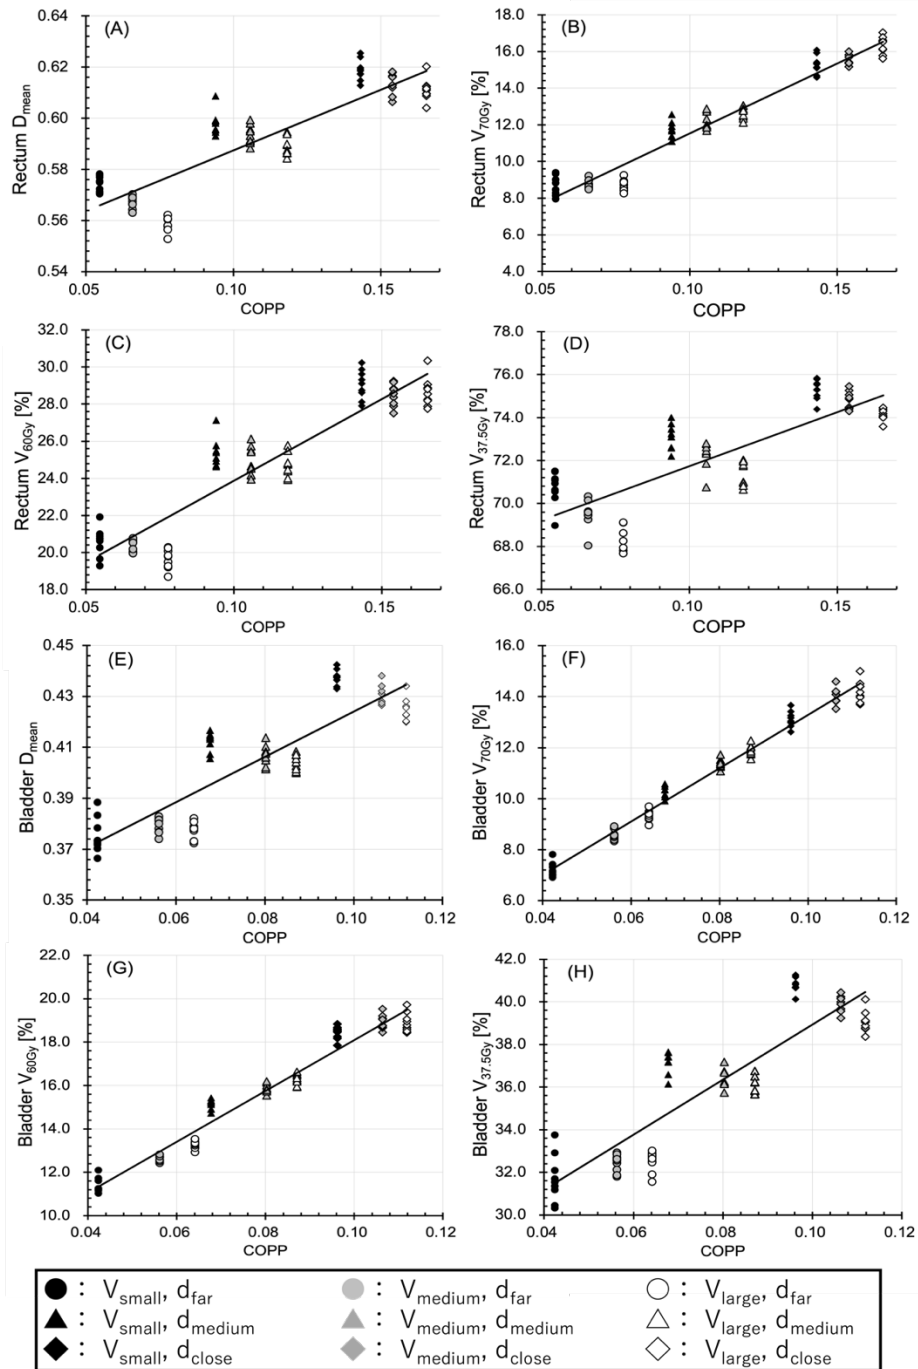 (A)
Rectum Dmean
0.64
0.62
0.60
0.58
0.56
0.54
0.05 0.10 0.15
COPP
(B)
Rectum V70Gy [%]
18.0
16.0
14.0
12.0
10.0
8.0
6.0
4.0
0.05 0.10 0.15
COPP
(C)
Rectum V60Gy [%]
32.0
30.0
28.0
26.0
24.0
22.0
20.0
18.0
0.05 0.10 0.15
COPP
(D)
Rectum V37.5Gy [%]
78.0
76.0
74.0
72.0
70.0
68.0
66.0
0.05 0.10 0.15
COPP
(E)
Bladder Dmean
0.45
0.43
0.41
0.39
0.37
0.35
0.04 0.06 0.08 0.10 0.12
COPP
(F)
Bladder V70Gy [%]
16.0
14.0
12.0
10.0
8.0
6.0
0.04 0.06 0.08 0.10 0.12
COPP
(G)
Bladder V60Gy [%]
22.0
20.0
18.0
16.0
14.0
12.0
10.0
0.04 0.06 0.08 0.10 0.12
COPP
(H)
Bladder V37.5Gy [%]
42.0
40.0
38.0
36.0
34.0
32.0
30.0
0.04 0.06 0.08 0.10 0.12
COPP
: Vsmall, dfar : Vmedium, dfar : Vlarge, dfar
: Vsmall, dmedium : Vmedium, dmedium : Vlarge, dmedium
: Vsmall, dclose : Vmedium, dclose : Vlarge, dclose